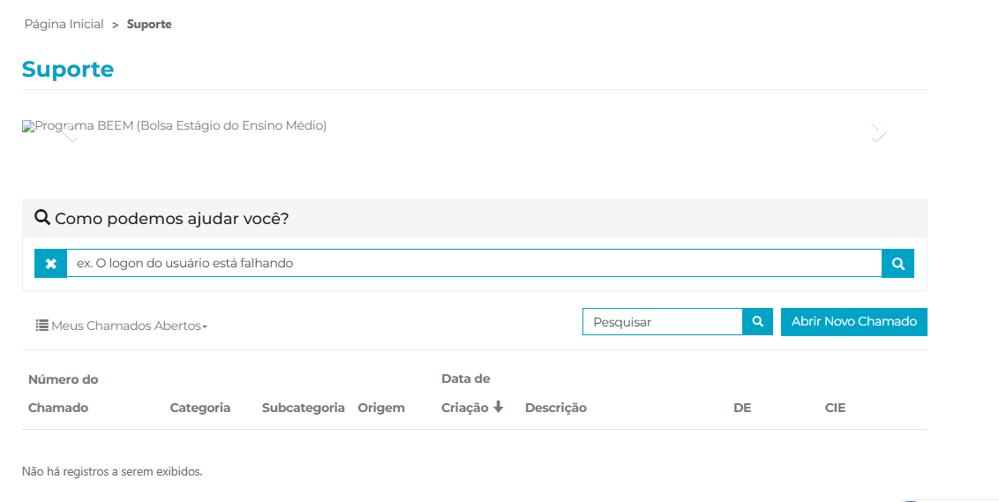 Página Inicial > Suporte
Suporte
Programa BEEM (Bolsa Estágio do Ensino Médio)
Como podemos ajudar você?
ex. O logon do usuário está falhando
Meus Chamados Abertos
Pesquisar
Abrir Novo Chamado
Número do Chamado
Categoria
Subcategoria
Origem
Data de Criação
Descrição
DE
CIE
Não há registros a serem exibidos.